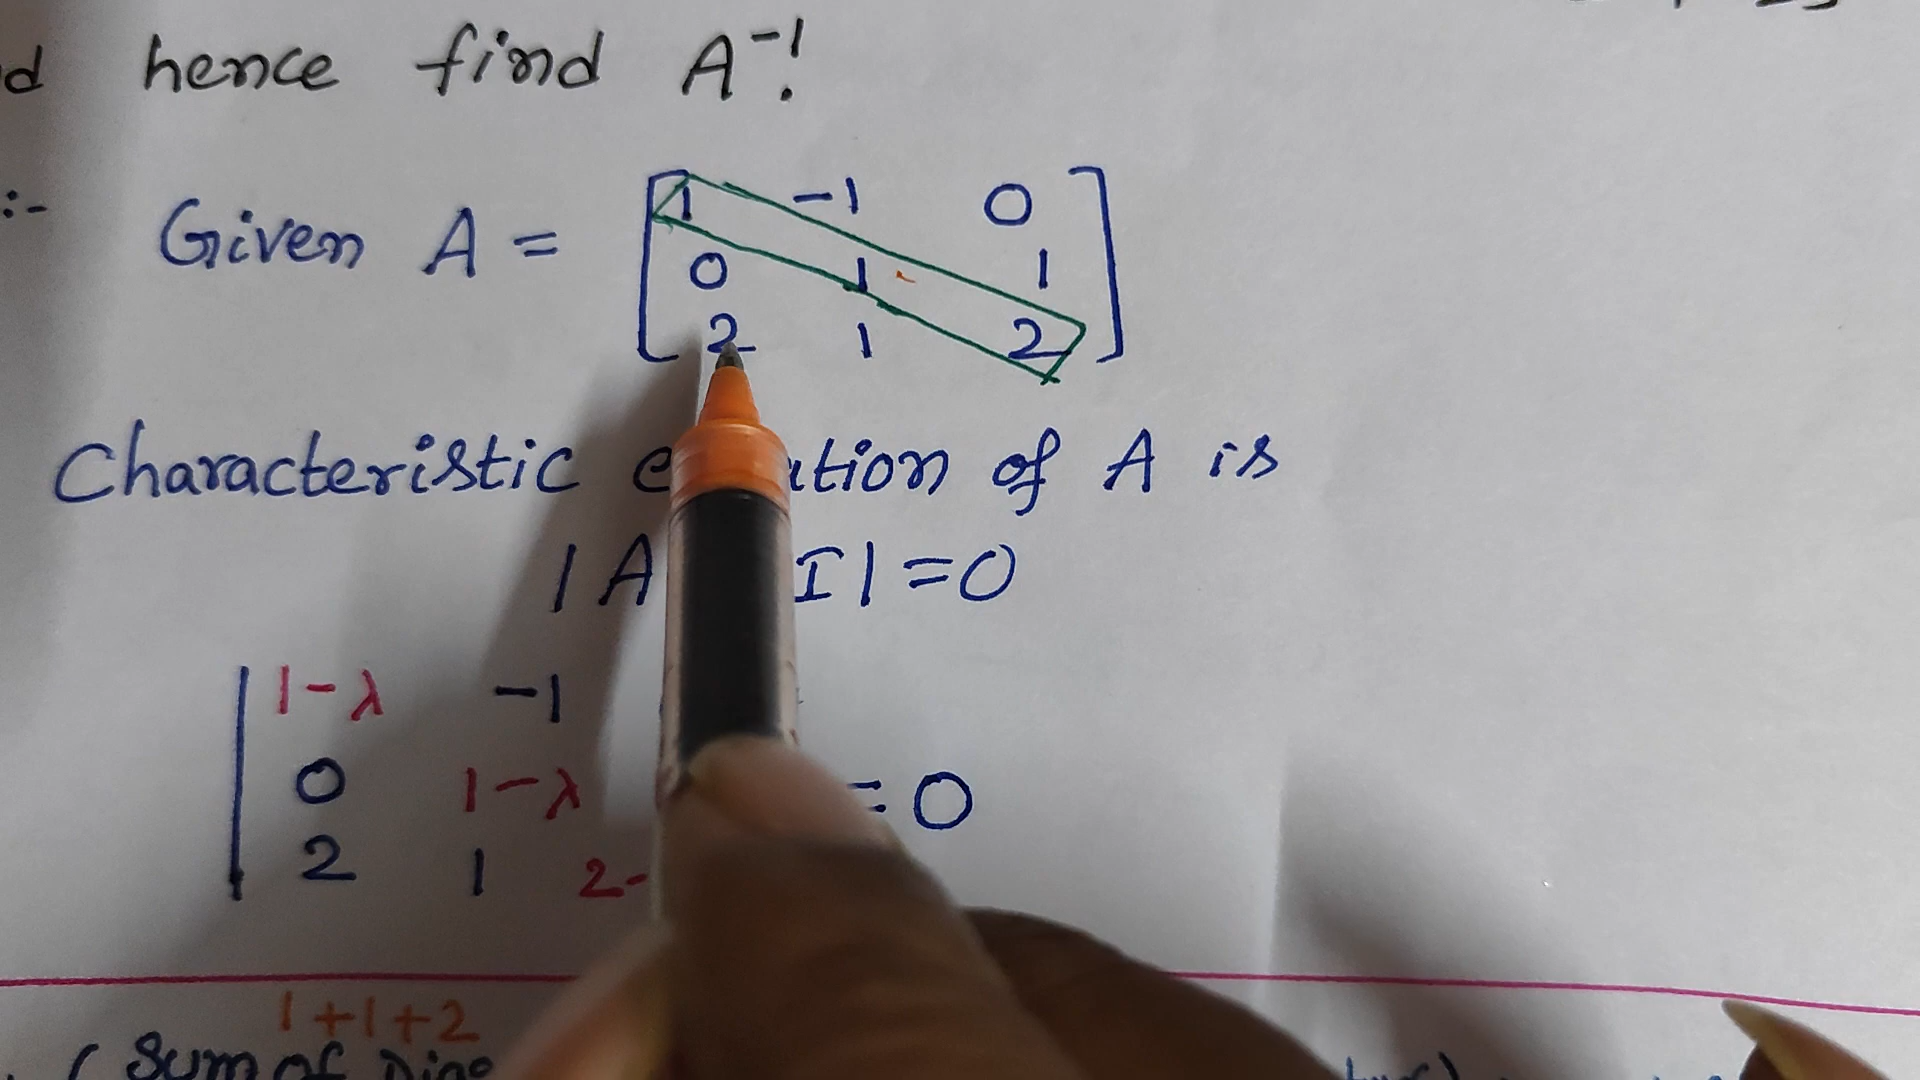 hence find A⁻¹.
:- Given A = [1 -1 0
0 1 1
2 1 2]
Characteristic of A is
|A I| = 0
|1-λ -1
0 1-λ = 0
2 1 2-
1+1+2
(Sum of